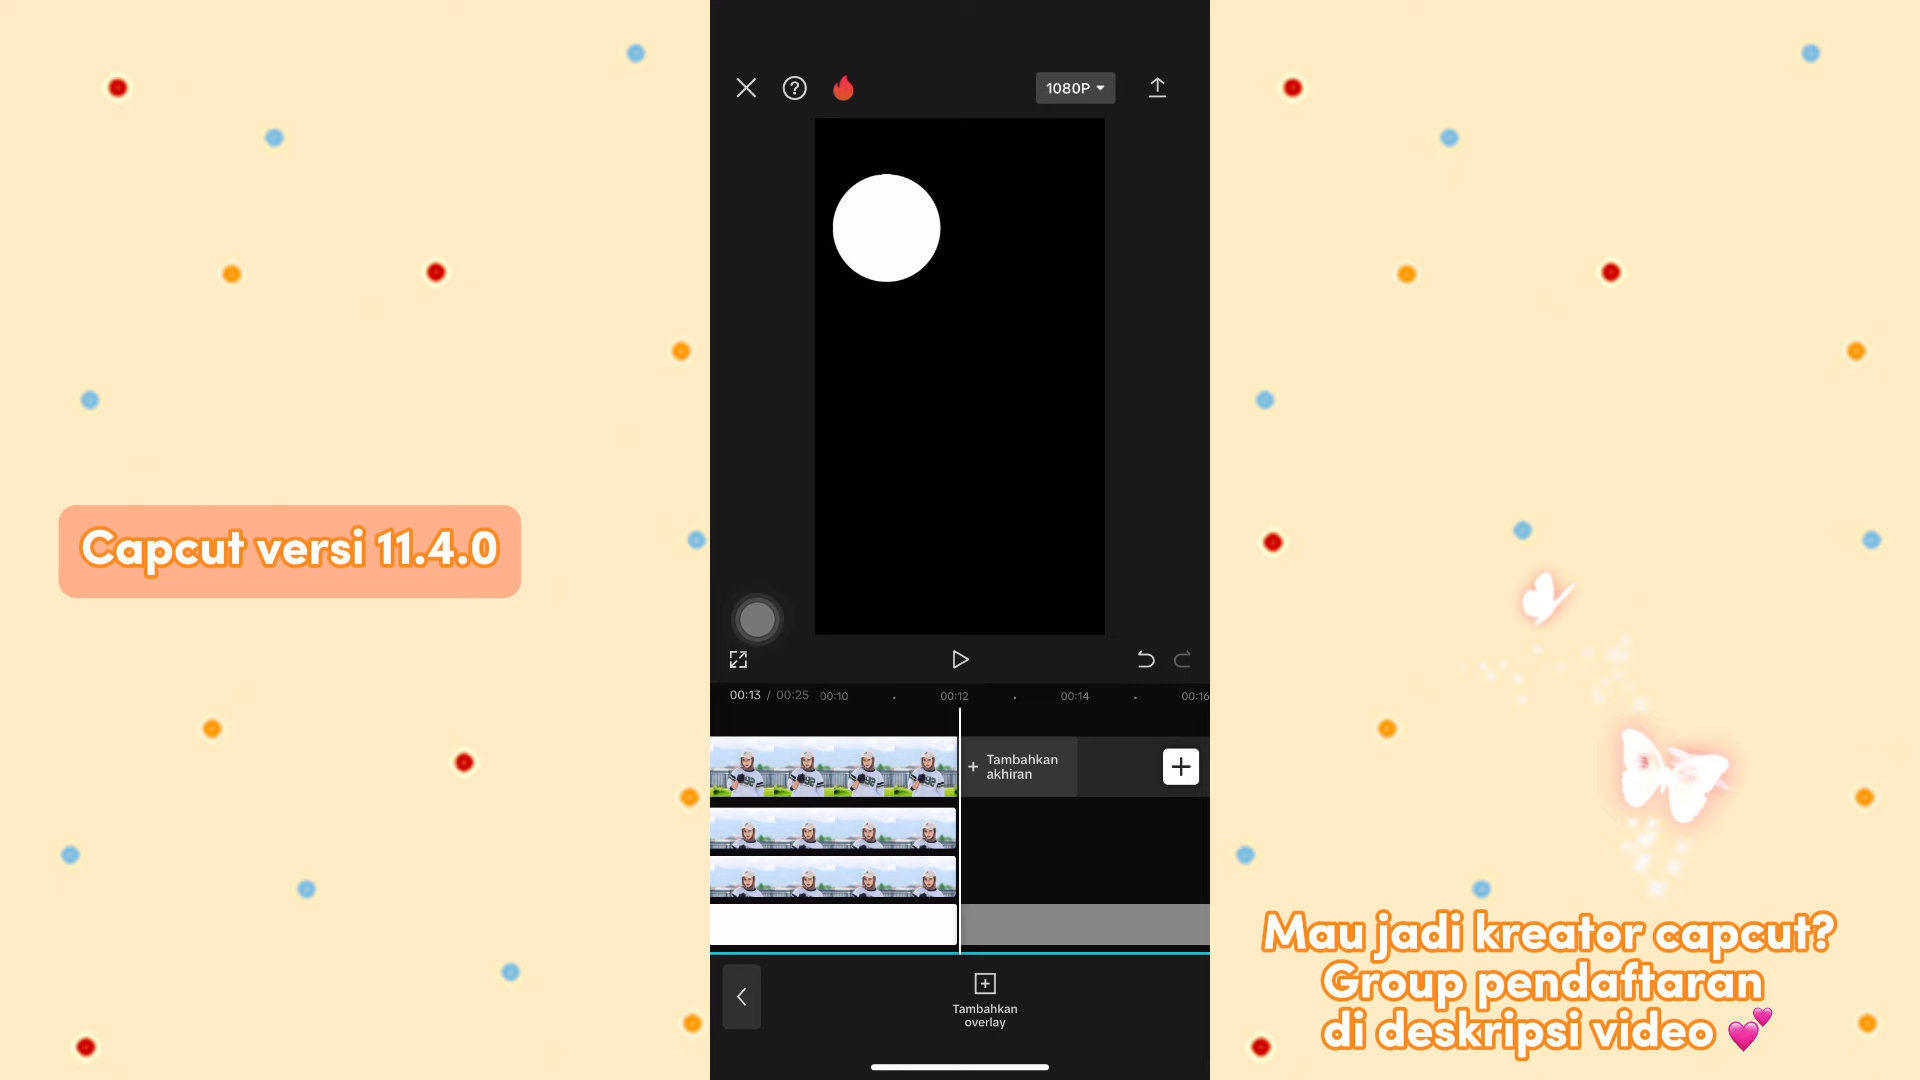 1080P
Capcut versi 11.4.0
00:13 / 00:25
00:10
00:12
00:14
00:16
Tambahkan
akhiran
Tambahkan
overlay
Mau jadi kreator capcut?
Group pendaftaran
di deskripsi video 💕